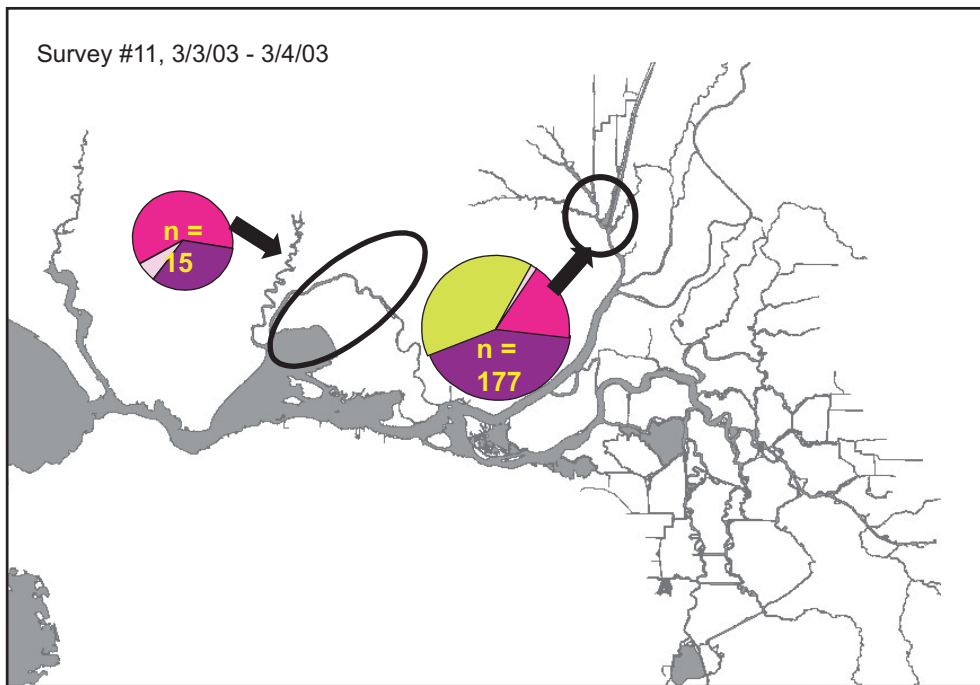 Survey #11, 3/3/03 - 3/4/03
n =
15
n =
177